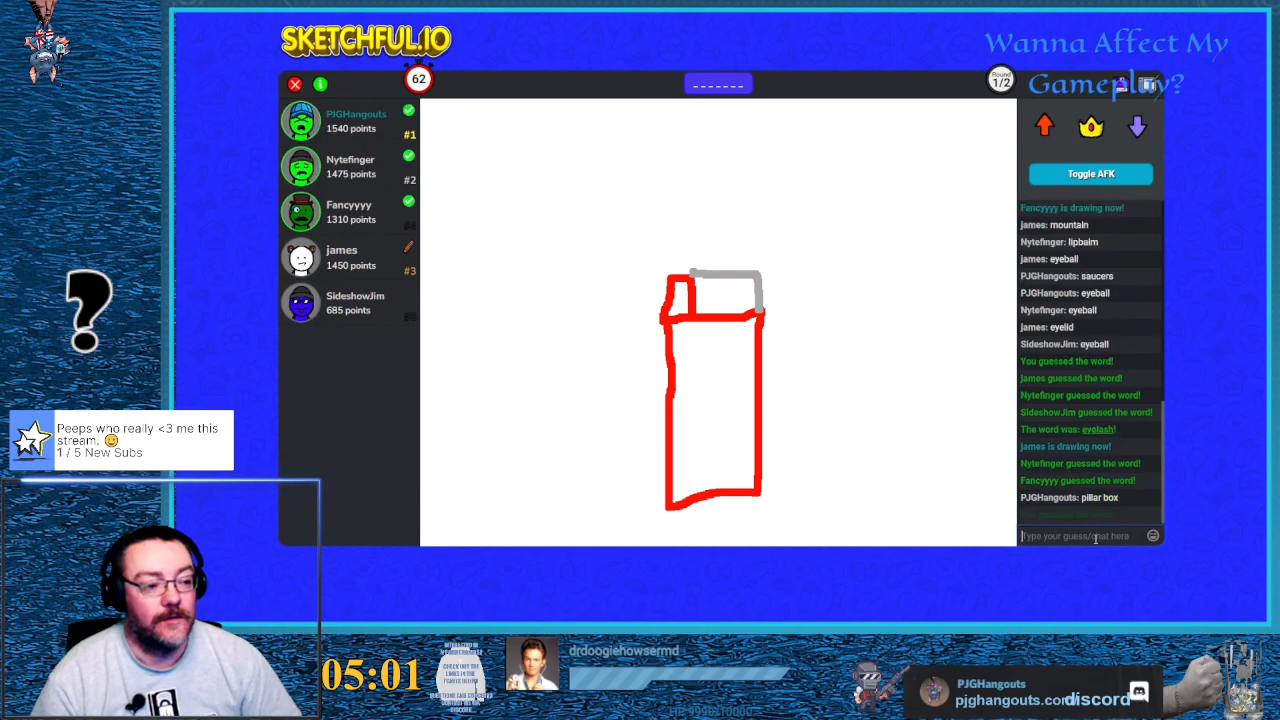 SKETCHFUL.IO
Wanna Affect My
Gameplay?
62
_ _ _ _ _ _ _
Round
1/2
PJGHangouts
1540 points
#1
Nytefinger
1475 points
#2
Fancyyyy
1310 points
james
1450 points
#3
SideshowJim
685 points
Toggle AFK
Fancyyyy is drawing now!
james: mountain
Nytefinger: lipbalm
james: eyeball
PJGHangouts: saucers
PJGHangouts: eyeball
Nytefinger: eyeball
james: eyelid
SideshowJim: eyeball
You guessed the word!
james guessed the word!
Nytefinger guessed the word!
SideshowJim guessed the word!
The word was: eyelash!
james is drawing now!
Nytefinger guessed the word!
Fancyyyy guessed the word!
PJGHangouts: pillar box
Type your guess/chat here
Peeps who really <3 me this
stream. 😀
1 / 5 New Subs
05:01
drdoogiehowsermd
PJGHangouts
pjghangouts.com/discord